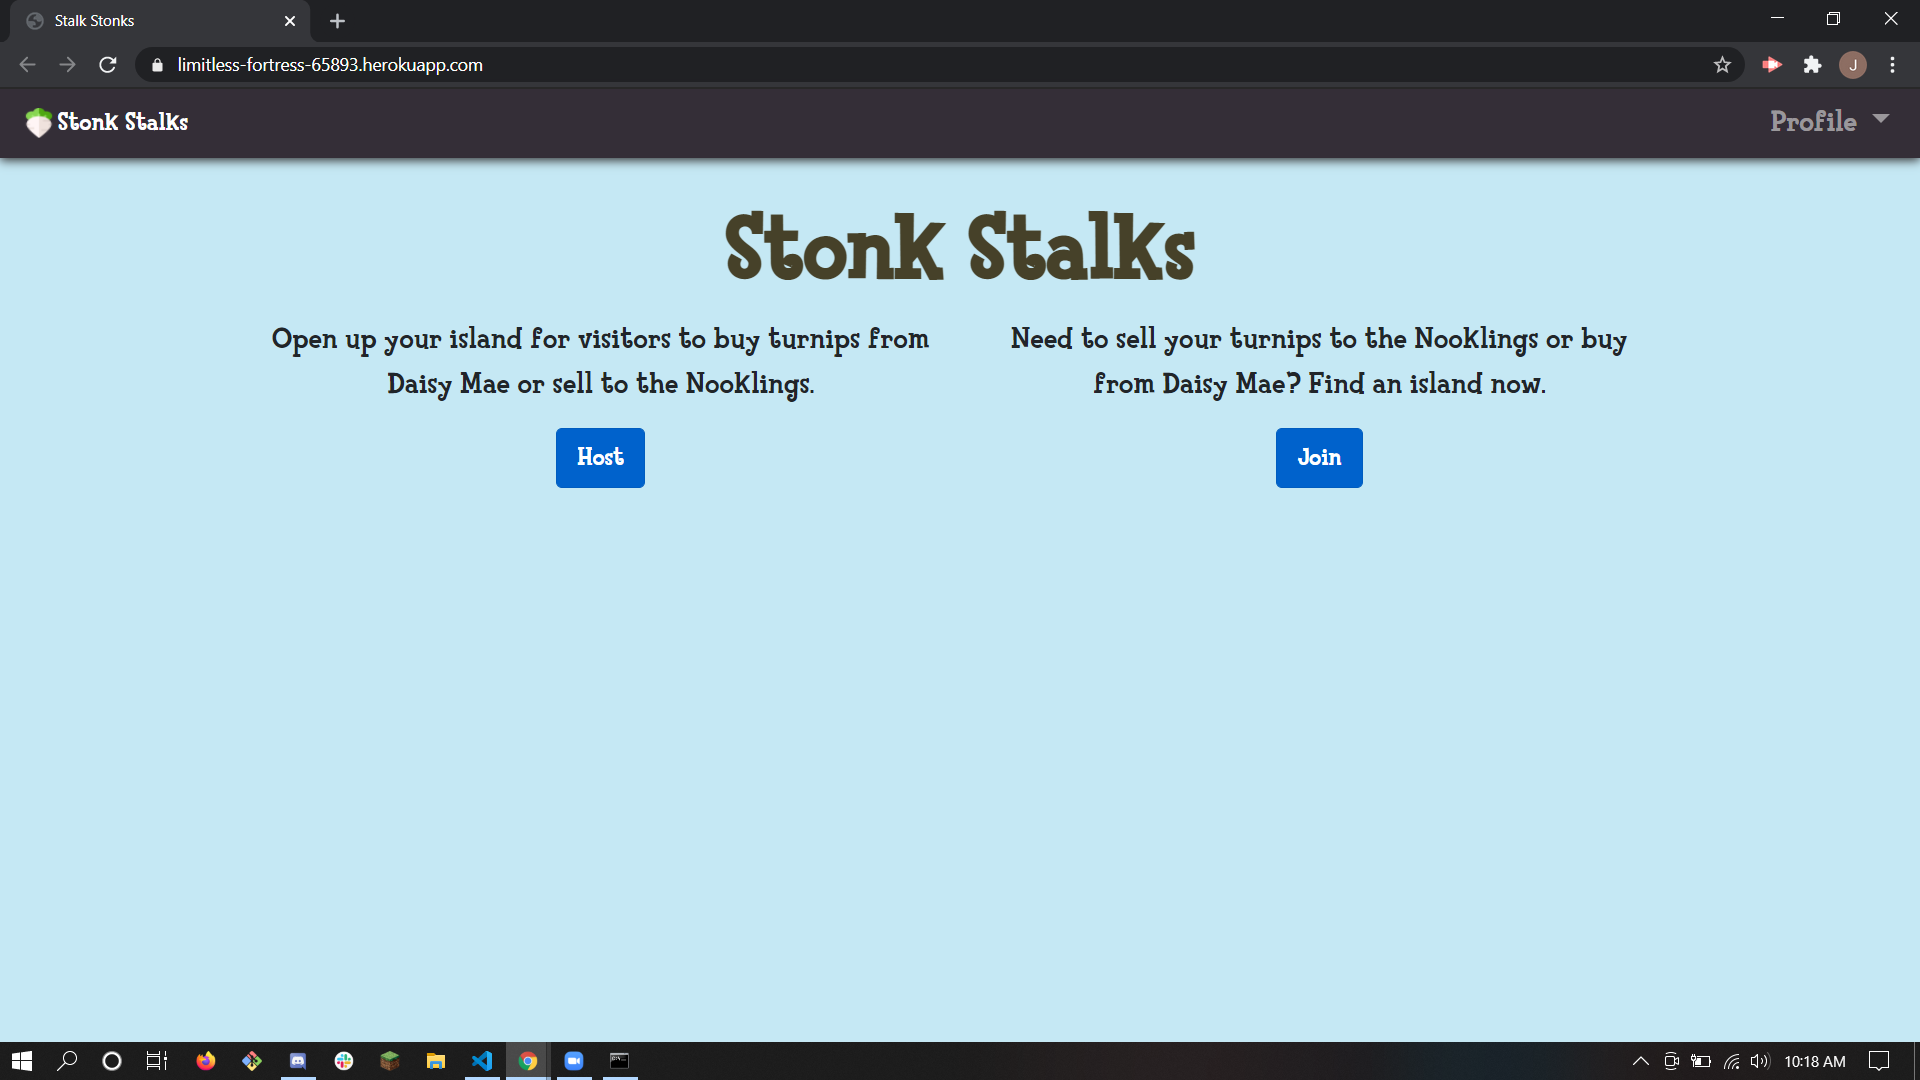 Stalk Stonks
limitless-fortress-65893.herokuapp.com
J
Stonk Stalks
Profile
Stonk Stalks
Open up your island for visitors to buy turnips from
Daisy Mae or sell to the Nooklings.
Host
Need to sell your turnips to the Nooklings or buy
from Daisy Mae? Find an island now.
Join
10:18 AM